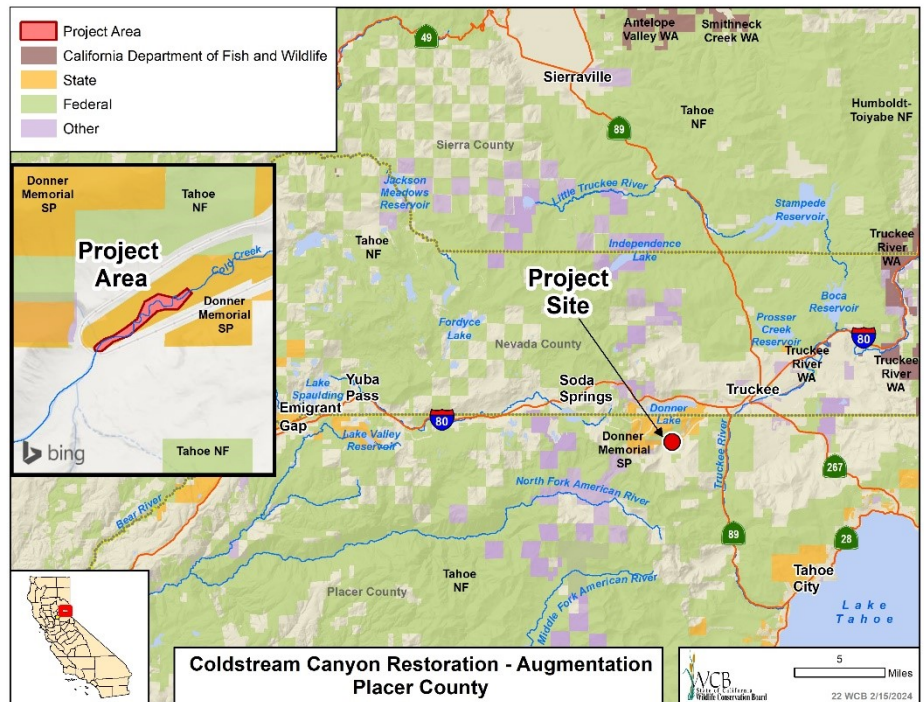 Project Area
California Department of Fish and Wildlife
State
Federal
Other
49
Antelope
Valley WA
Smithneck
Creek WA
Sierraville
89
Tahoe
NF
Humboldt-
Toiyabe NF
Sierra County
Jackson
Meadows
Reservoir
Little Truckee River
Stampede
Reservoir
Tahoe
NF
Independence
Lake
Truckee
River
WA
Project
Site
Boca
Reservoir
Prosser
Creek
Reservoir
80
Fordyce
Lake
Nevada County
Truckee
River
WA
Truckee
River
WA
Lake
Spaulding
Yuba
Pass
Soda
Springs
Truckee
Emigrant
Gap
80
Donner
Lake
Lake Valley
Reservoir
Donner
Memorial
SP
Truckee River
267
Bear River
North Fork American River
89
28
Tahoe
City
Placer County
Tahoe
NF
Middle Fork American River
Lake
Tahoe
Donner
Memorial
SP
Tahoe
NF
Project
Area
Cold Creek
Donner
Memorial
SP
Tahoe NF
bing
Coldstream Canyon Restoration - Augmentation
Placer County
WCB
State of California
Wildlife Conservation Board
5
Miles
22 WCB 2/15/2024